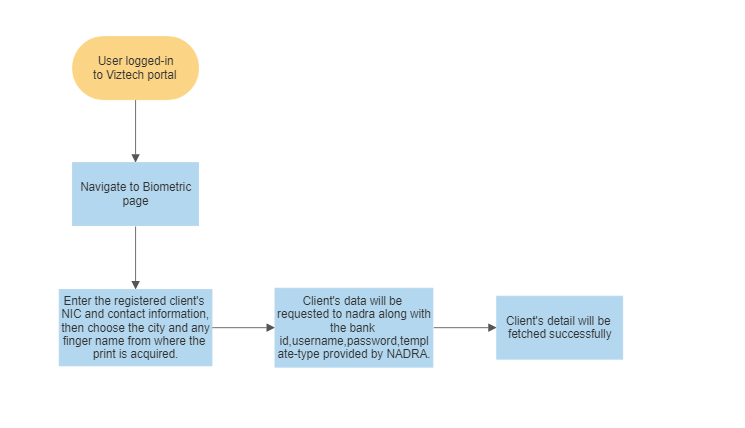 User logged-in
to Viztech portal
Navigate to Biometric
page
Enter the registered client's
NIC and contact information,
then choose the city and any
finger name from where the
print is acquired.
Client's data will be
requested to nadra along with
the bank
id,username,password,templ
ate-type provided by NADRA.
Client's detail will be
fetched successfully